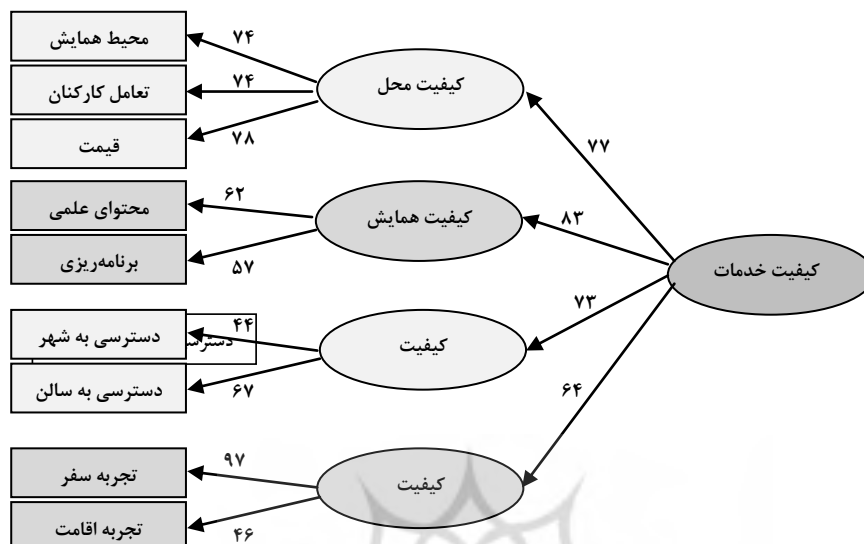 محیط همایش
۷۴
تعامل کارکنان
۷۴
کیفیت محل
قیمت
۷۸
۷۷
محتوای علمی
۶۲
کیفیت همایش
۸۳
برنامه‌ریزی
۵۷
کیفیت خدمات
دسترسی به شهر
۴۴
کیفیت
۷۳
دسترسی به سالن
۶۷
۶۴
تجربه سفر
۹۷
کیفیت
تجربه اقامت
۴۶